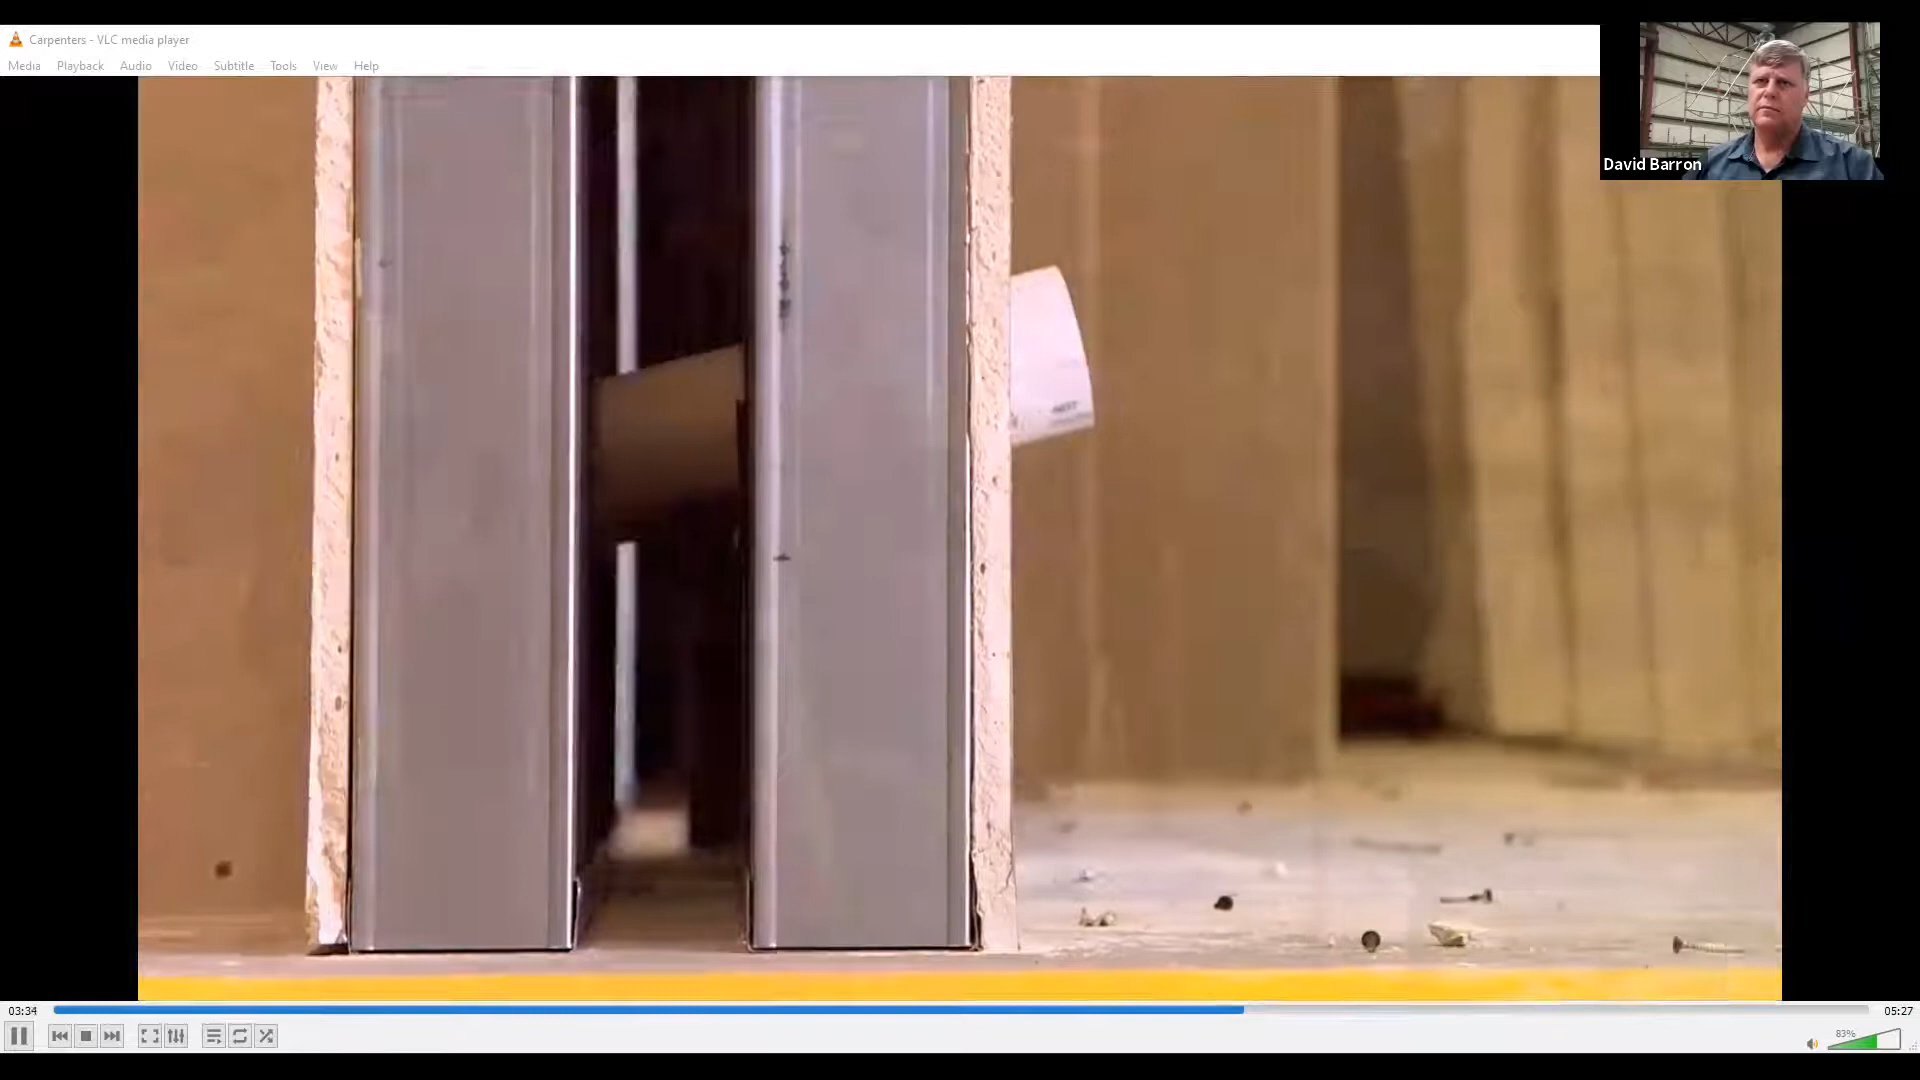 Carpenters - VLC media player
Media Playback Audio Video Subtitle Tools View Help
David Barron
03:34
05:27
83%